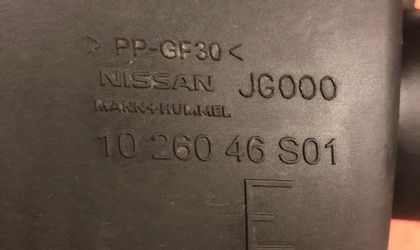 > PP-GF30 <
NISSAN JG000
MANN+HUMMEL
10 260 46 S01